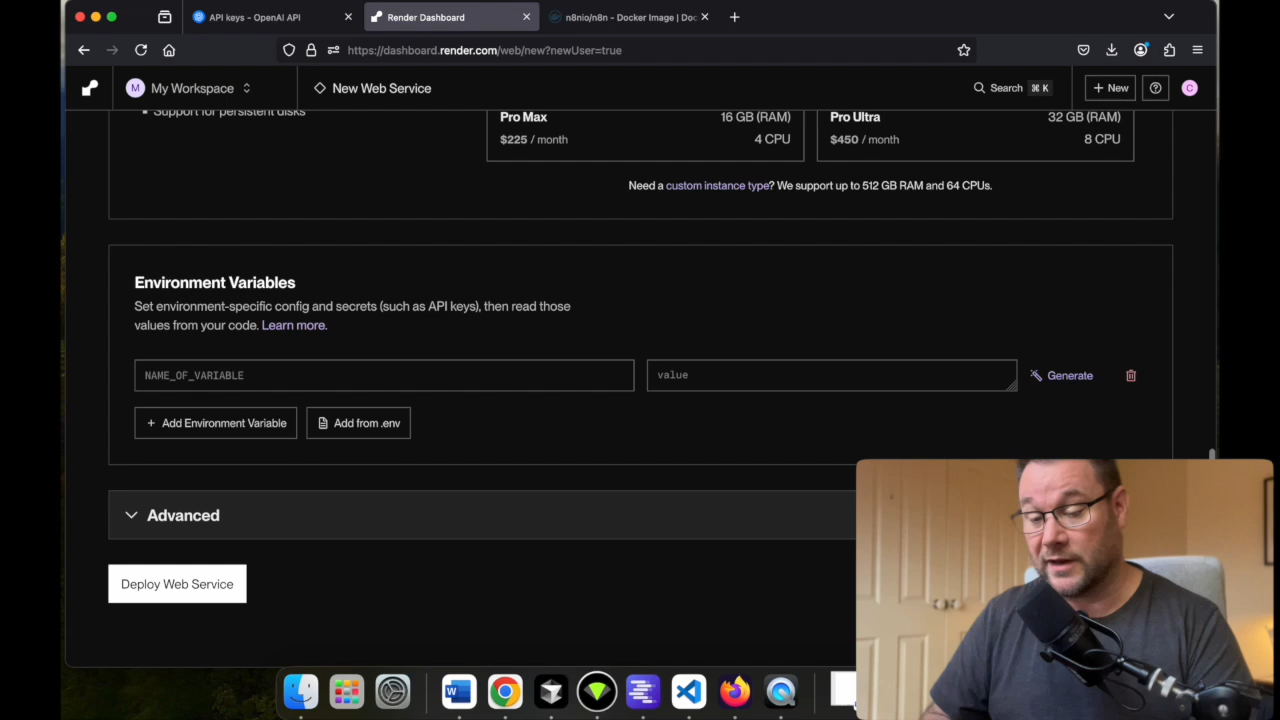 API keys - OpenAI API
Render Dashboard
n8nio/n8n - Docker Image | Doc
https://dashboard.render.com/web/new?newUser=true
M
My Workspace
New Web Service
Search
⌘ K
+ New
C
Support for persistent disks
Pro Max
16 GB (RAM)
$225 / month
4 CPU
Pro Ultra
32 GB (RAM)
$450 / month
8 CPU
Need a custom instance type? We support up to 512 GB RAM and 64 CPUs.
Environment Variables
Set environment-specific config and secrets (such as API keys), then read those
values from your code. Learn more.
NAME_OF_VARIABLE
value
Generate
+ Add Environment Variable
Add from .env
Advanced
Deploy Web Service
W